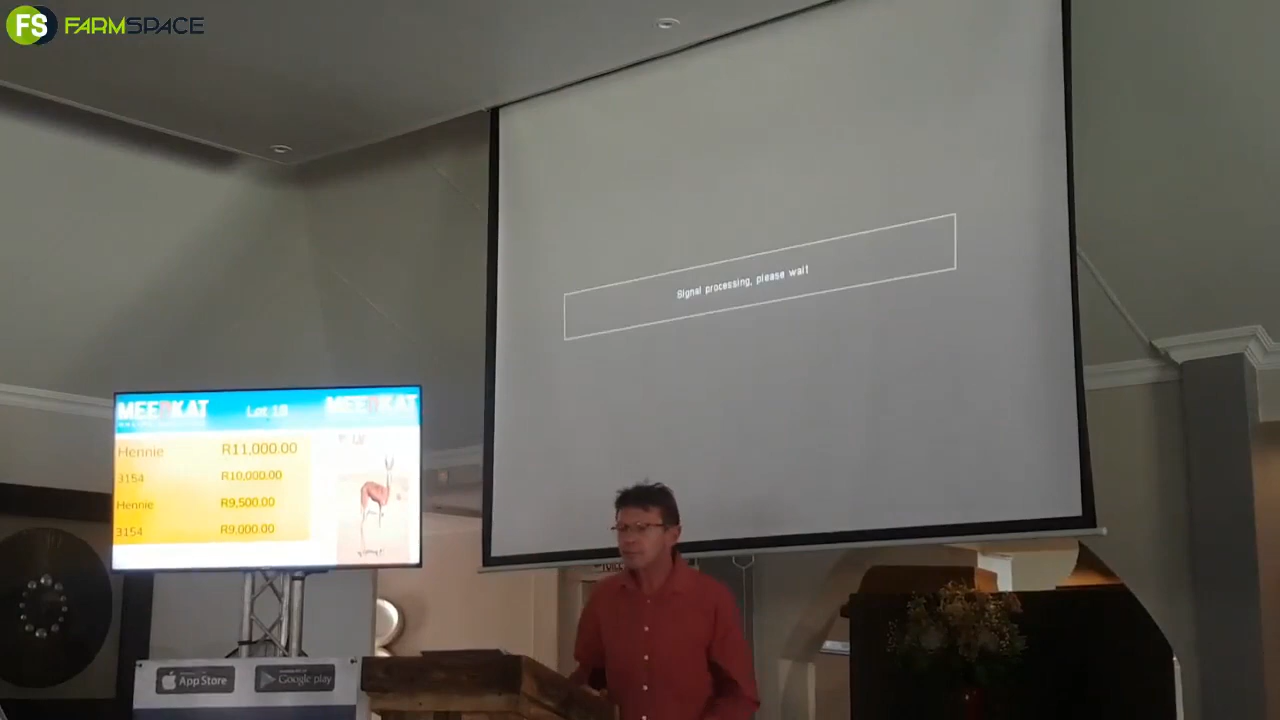 FS FARMSPACE
Signal processing, please wait
MEERKAT Lot 19 MEERKAT
Hennie R11,000.00
3154 R10,000.00
Hennie R9,500.00
3154 R9,000.00
App Store
Google play